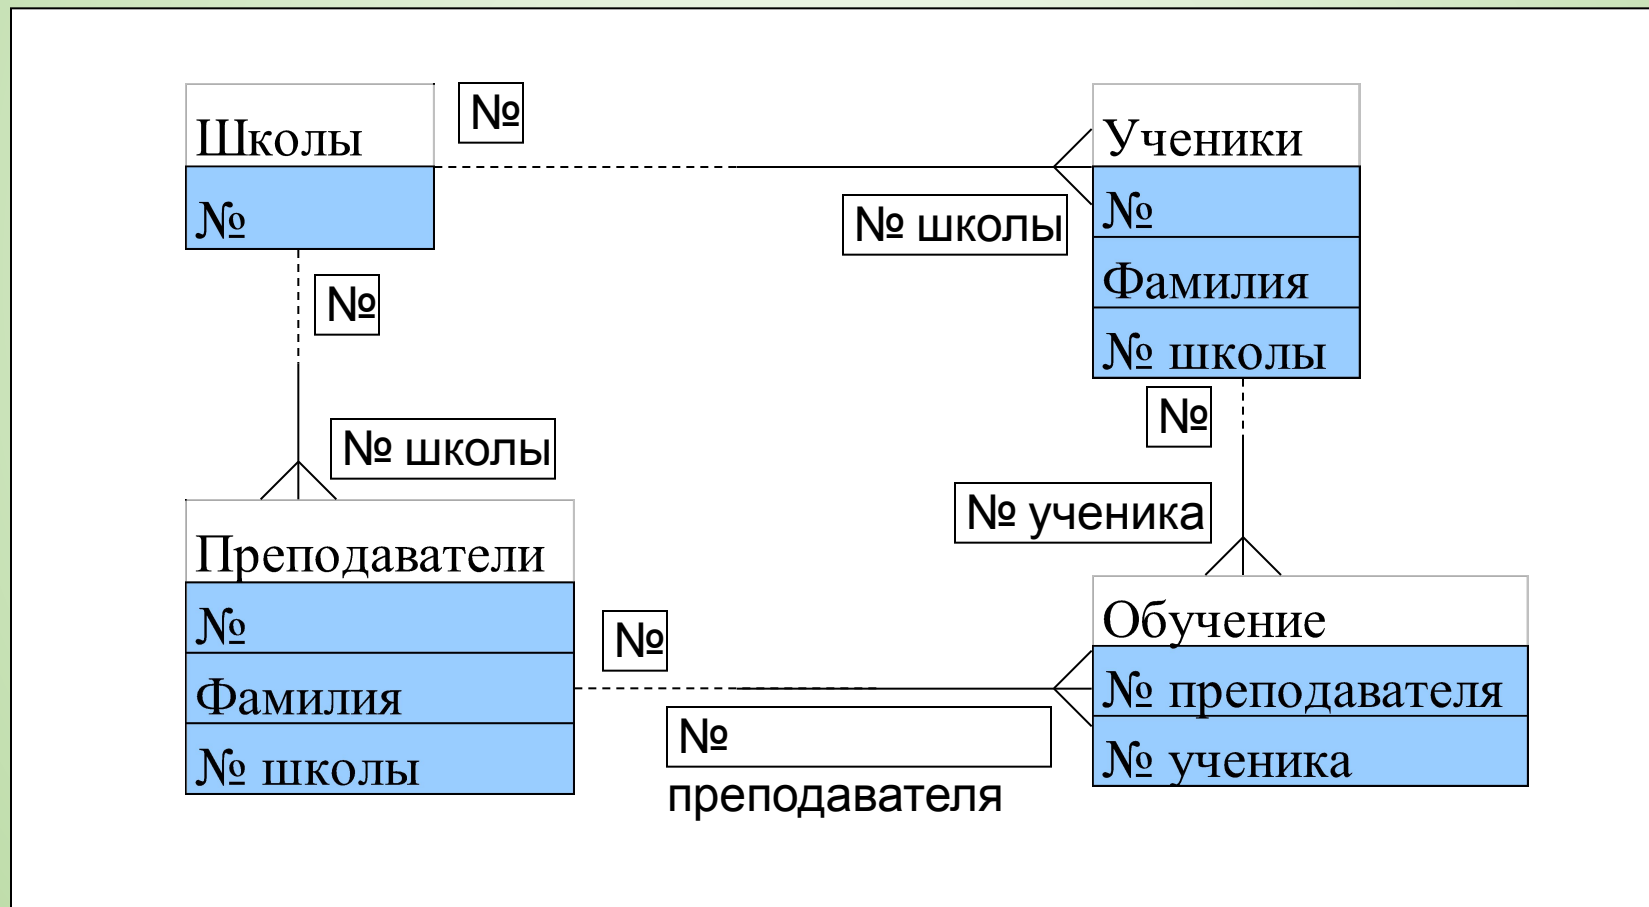 Школы
№
№
№ школы
Ученики
№
Фамилия
№ школы
№
№ школы
№
№ ученика
Преподаватели
№
Фамилия
№ школы
№
№
преподавателя
Обучение
№ преподавателя
№ ученика